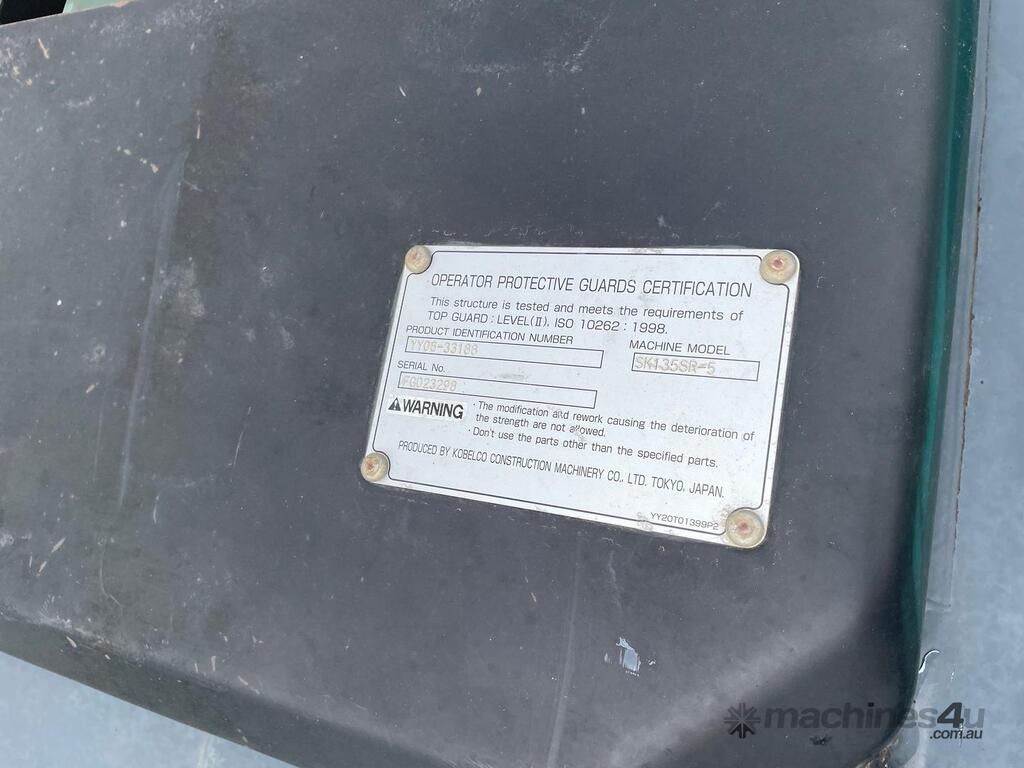 OPERATOR PROTECTIVE GUARDS CERTIFICATION
This structure is tested and meets the requirements of
TOP GUARD : LEVEL(II), ISO 10262 : 1998.
PRODUCT IDENTIFICATION NUMBER
YY08-33188
MACHINE MODEL
SK135SR-5
SERIAL No.
FG023298
WARNING
· The modification and rework causing the deterioration of
the strength are not allowed.
· Don't use the parts other than the specified parts.
PRODUCED BY KOBELCO CONSTRUCTION MACHINERY CO., LTD. TOKYO, JAPAN.
YY20T01399P2
machines4u
.com.au